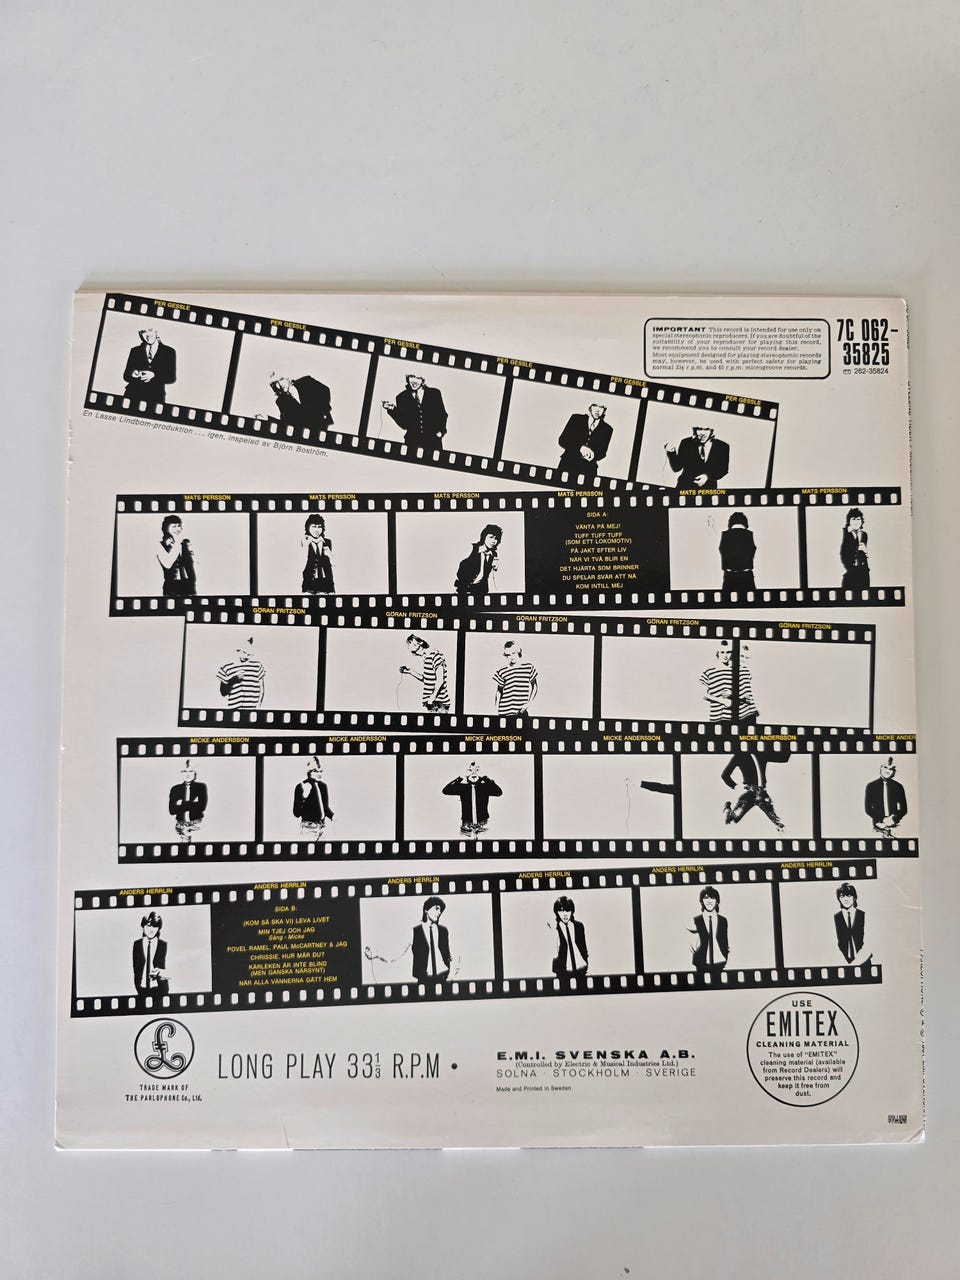 PER GESSLE
PER GESSLE
PER GESSLE
PER GESSLE
PER GESSLE
PER GESSLE
IMPORTANT This record is intended for use only on
special stereophonic reproducers. If you are doubtful of the
suitability of your reproducer for playing this record,
we recommend you to consult your record dealer.
Most equipment designed for playing stereophonic records
may, however, be used with perfect safety for playing
normal 33⅓ r.p.m. and 45 r.p.m. microgroove records.
7C 062-
35825
262-35824
En Lasse Lindbom-produktion . . . igen, inspelad av Björn Boström.
MATS PERSSON
MATS PERSSON
MATS PERSSON
MATS PERSSON
MATS PERSSON
MATS PERSSON
SIDA A:
VÄNTA PÅ MEJ!
TUFF TUFF TUFF
(SOM ETT LOKOMOTIV)
PÅ JAKT EFTER LIV
NÄR VI TVÅ BLIR EN
DET HJÄRTA SOM BRINNER
DU SPELAR SVÅR ATT NÅ
KOM INTILL MEJ
GÖRAN FRITZSON
GÖRAN FRITZSON
GÖRAN FRITZSON
GÖRAN FRITZSON
GÖRAN FRITZSON
MICKE ANDERSSON
MICKE ANDERSSON
MICKE ANDERSSON
MICKE ANDERSSON
MICKE ANDERSSON
MICKE ANDERSSON
ANDERS HERRLIN
ANDERS HERRLIN
ANDERS HERRLIN
ANDERS HERRLIN
ANDERS HERRLIN
ANDERS HERRLIN
SIDA B:
(KOM SÅ SKA VI) LEVA LIVET
MIN TJEJ OCH JAG
Sång - Micke
POVEL RAMEL, PAUL McCARTNEY & JAG
CHRISSIE, HUR MÅR DU?
KÄRLEKEN ÄR INTE BLIND
(MEN GANSKA NÄRSYNT)
NÄR ALLA VÄNNERNA GÅTT HEM
£
TRADE MARK OF
THE PARLOPHONE Co., Ltd.
LONG PLAY 33⅓ R.P.M •
E.M.I. SVENSKA A.B.
(Controlled by Electric & Musical Industries Ltd.)
SOLNA · STOCKHOLM · SVERIGE
Made and Printed in Sweden
USE
EMITEX
CLEANING MATERIAL
The use of "EMITEX"
cleaning material (available
from Record Dealers) will
preserve this record and
keep it free from
dust.